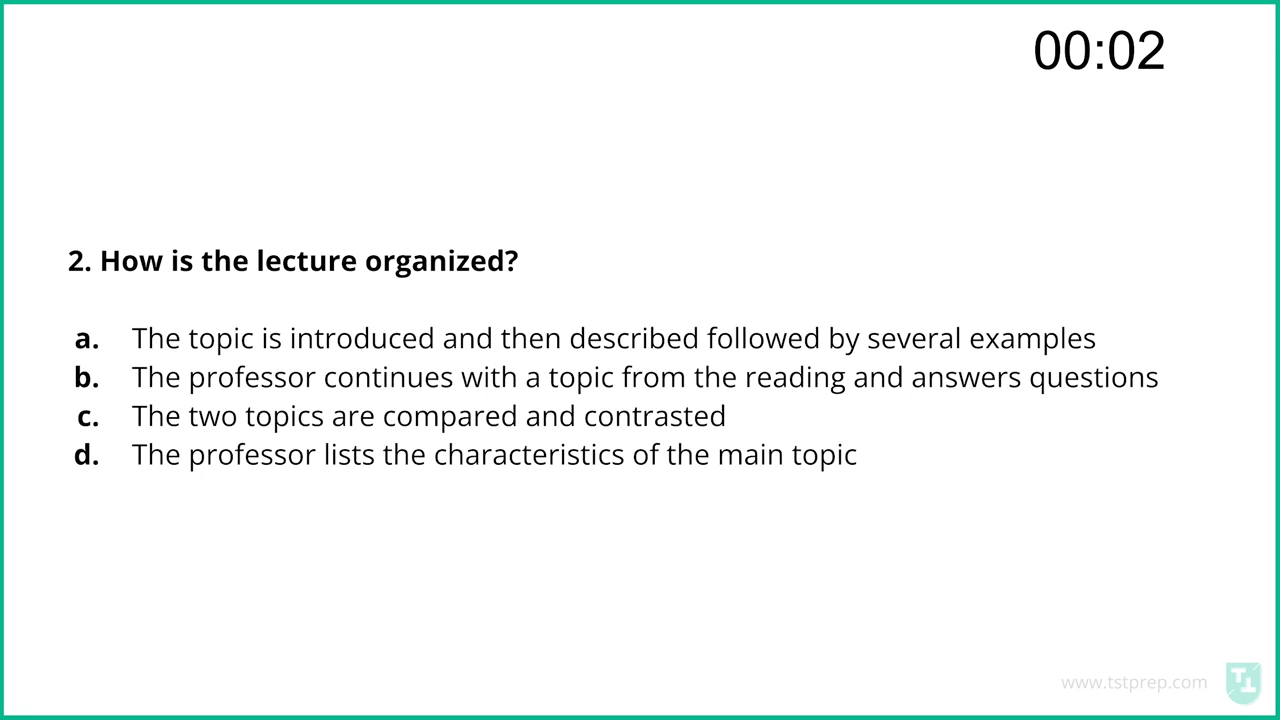 00:02
2. How is the lecture organized?
a. The topic is introduced and then described followed by several examples
b. The professor continues with a topic from the reading and answers questions
c. The two topics are compared and contrasted
d. The professor lists the characteristics of the main topic
www.tstprep.com